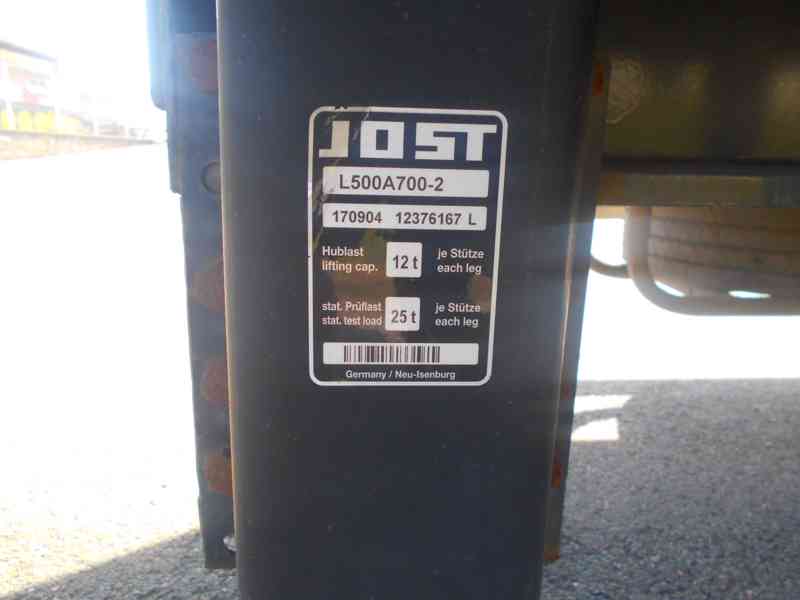 JOST
L500A700-2
170904 12376167 L
Hublast
lifting cap. 12 t je Stütze
each leg
stat. Prüflast
stat. test load 25 t je Stütze
each leg
Germany / Neu-Isenburg